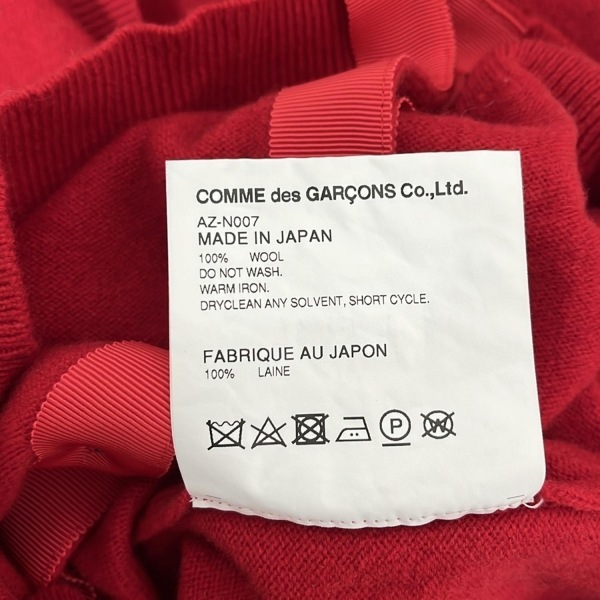 COMME des GARÇONS Co.,Ltd.
AZ-N007
MADE IN JAPAN
100% WOOL
DO NOT WASH.
WARM IRON.
DRYCLEAN ANY SOLVENT, SHORT CYCLE.
FABRIQUE AU JAPON
100% LAINE
P W